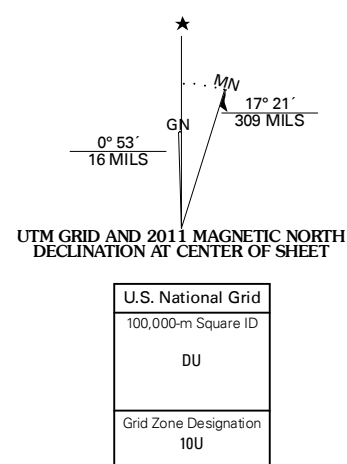 ★
MN
17° 21´
309 MILS
GN
0° 53´
16 MILS
UTM GRID AND 2011 MAGNETIC NORTH
DECLINATION AT CENTER OF SHEET
U.S. National Grid
100,000-m Square ID
DU
Grid Zone Designation
10U